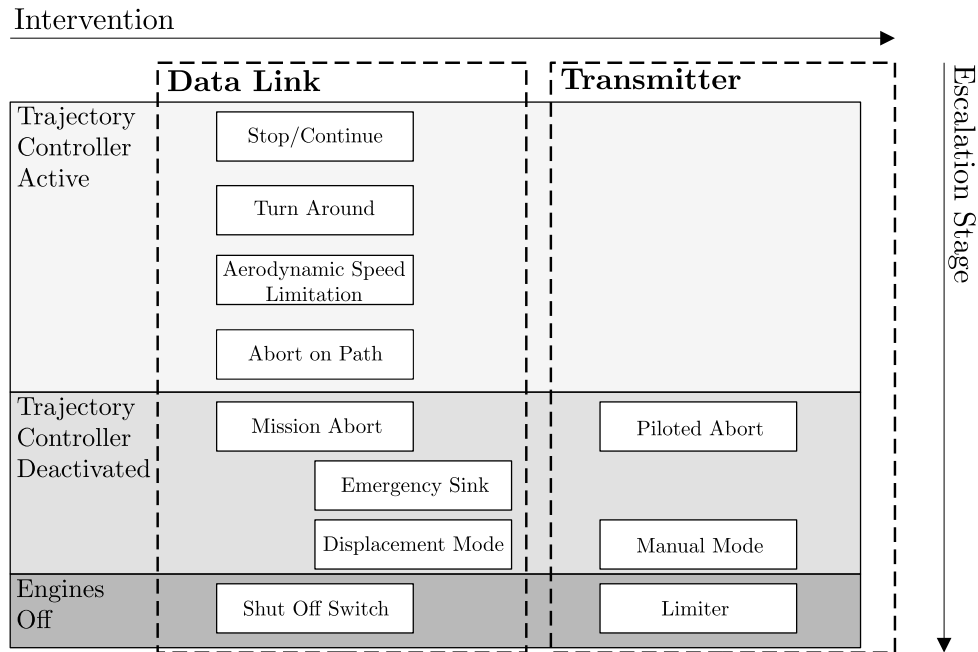 Intervention
Data Link
Transmitter
Escalation Stage
Trajectory
Controller
Active
Stop/Continue
Turn Around
Aerodynamic Speed
Limitation
Abort on Path
Trajectory
Controller
Deactivated
Mission Abort
Piloted Abort
Emergency Sink
Displacement Mode
Manual Mode
Engines
Off
Shut Off Switch
Limiter